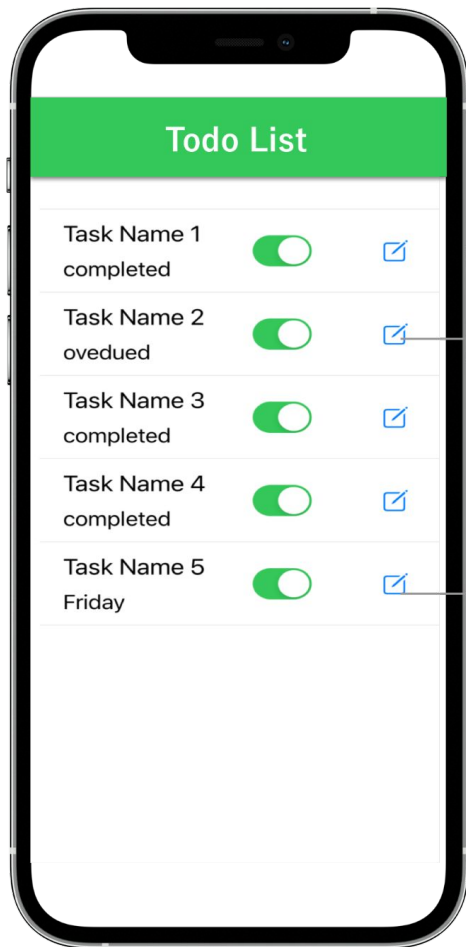 Todo List
Task Name 1
completed
Task Name 2
ovedued
Task Name 3
completed
Task Name 4
completed
Task Name 5
Friday